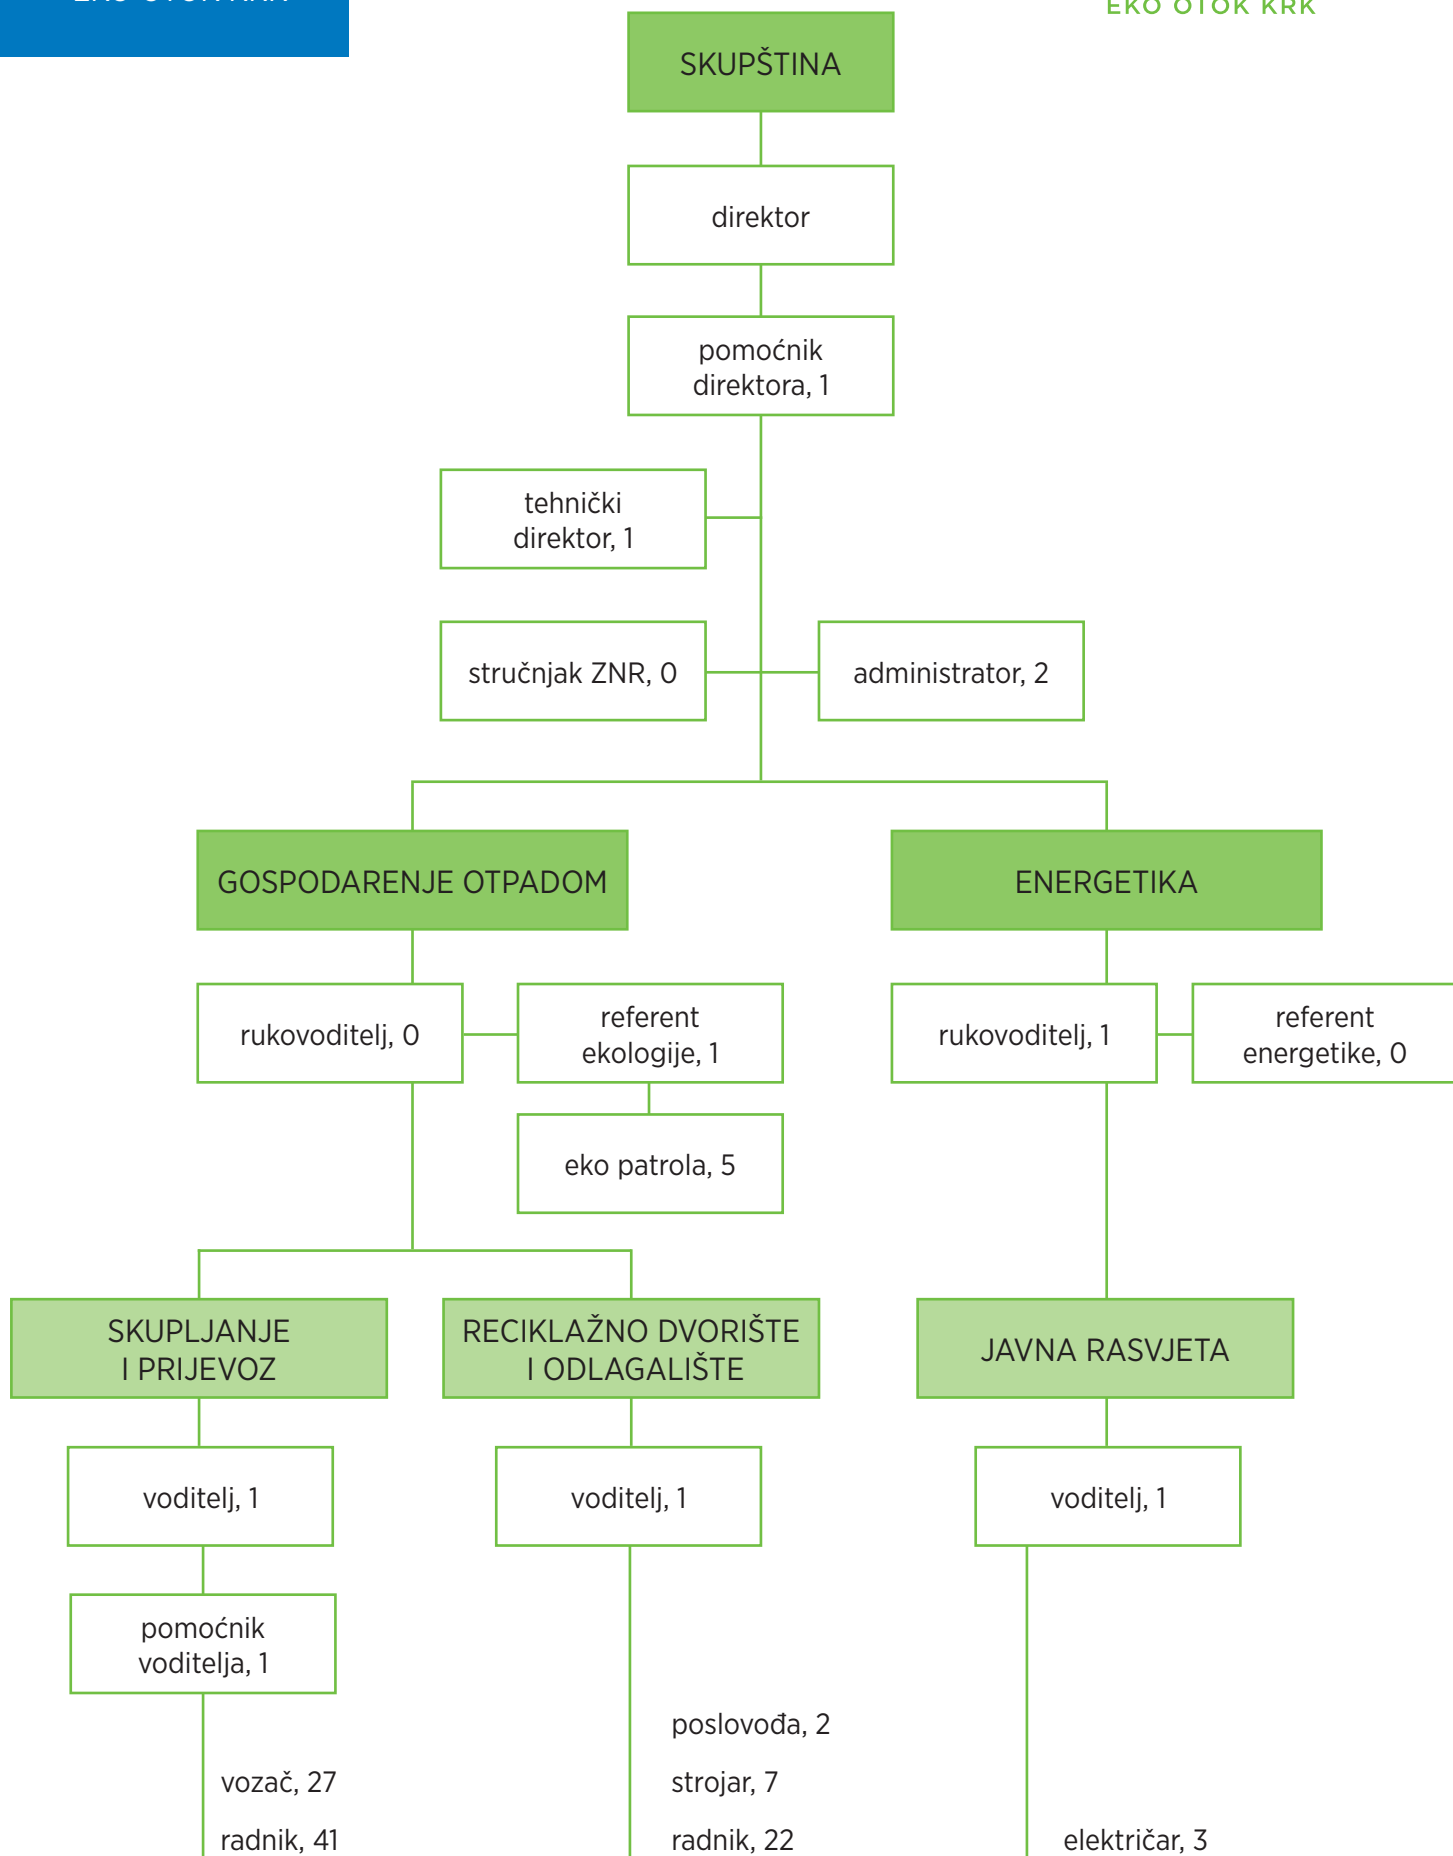 EKO OTOK KRK
SKUPŠTINA
direktor
pomoćnik
direktora, 1
tehnički
direktor, 1
stručnjak ZNR, 0
administrator, 2
GOSPODARENJE OTPADOM
ENERGETIKA
rukovoditelj, 0
referent
ekologije, 1
rukovoditelj, 1
referent
energetike, 0
eko patrola, 5
SKUPLJANJE
I PRIJEVOZ
RECIKLAŽNO DVORIŠTE
I ODLAGALIŠTE
JAVNA RASVJETA
voditelj, 1
voditelj, 1
voditelj, 1
pomoćnik
voditelja, 1
poslovođa, 2
vozač, 27
strojar, 7
radnik, 41
radnik, 22
električar, 3